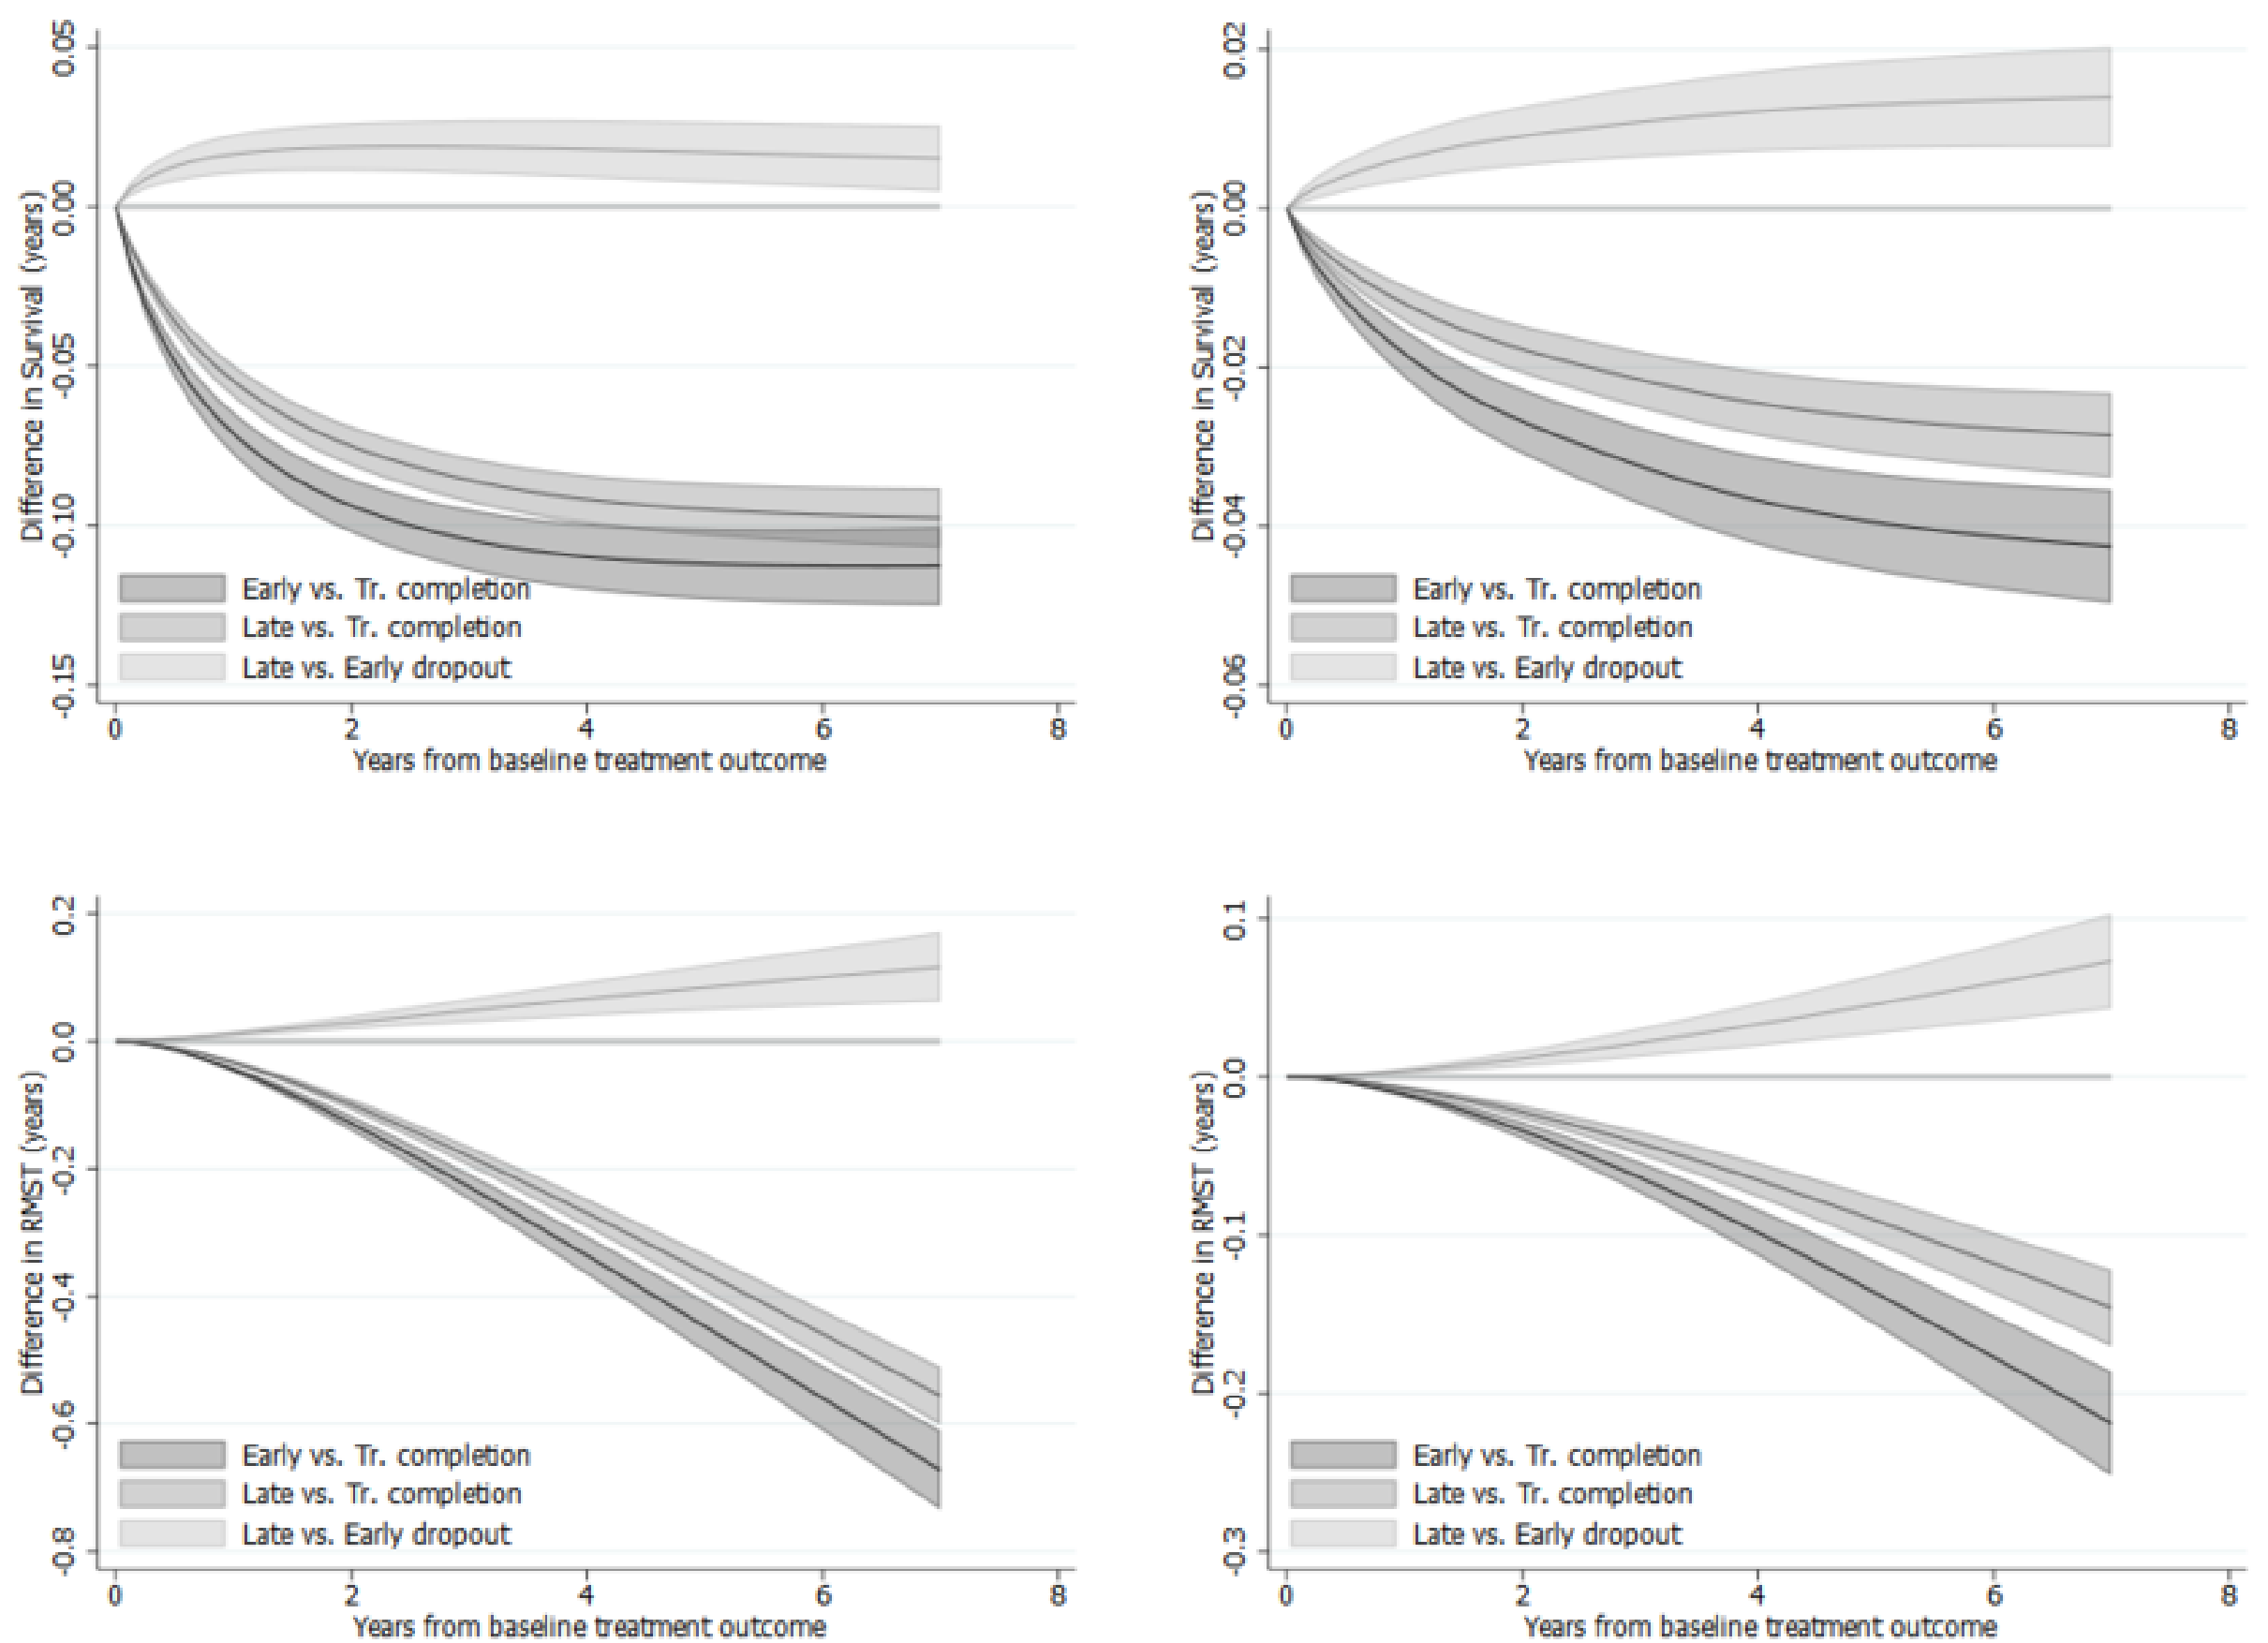 Difference in Survival (years)
0.05
0.00
-0.05
-0.10
-0.15
Early vs. Tr. completion
Late vs. Tr. completion
Late vs. Early dropout
0 2 4 6 8
Years from baseline treatment outcome
Difference in Survival (years)
0.02
0.00
-0.02
-0.04
-0.06
Early vs. Tr. completion
Late vs. Tr. completion
Late vs. Early dropout
0 2 4 6 8
Years from baseline treatment outcome
Difference in RMST (years)
0.2
0.0
-0.2
-0.4
-0.6
-0.8
Early vs. Tr. completion
Late vs. Tr. completion
Late vs. Early dropout
0 2 4 6 8
Years from baseline treatment outcome
Difference in RMST (years)
0.1
0.0
-0.1
-0.2
-0.3
Early vs. Tr. completion
Late vs. Tr. completion
Late vs. Early dropout
0 2 4 6 8
Years from baseline treatment outcome